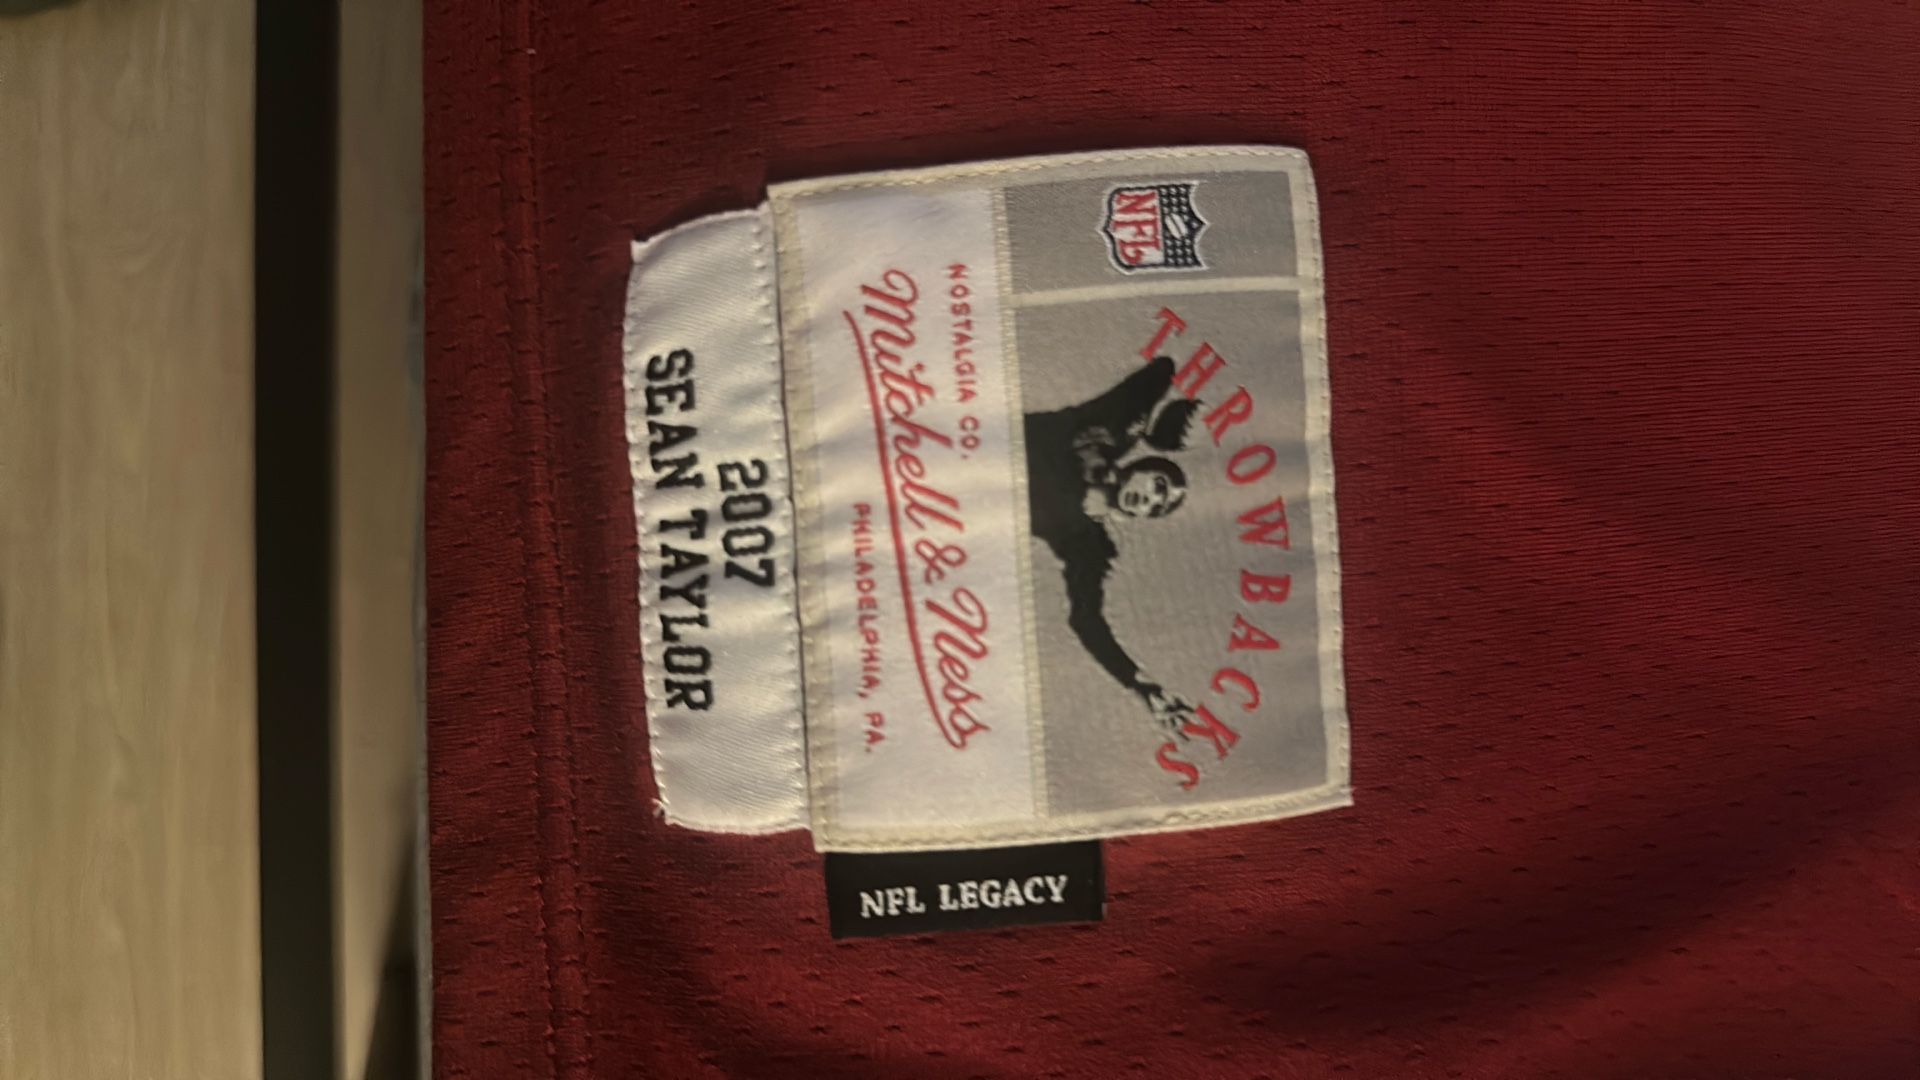 NFL
THROWBACKS
NOSTALGIA CO.
Mitchell & Ness
PHILADELPHIA, PA.
2007
SEAN TAYLOR
NFL LEGACY